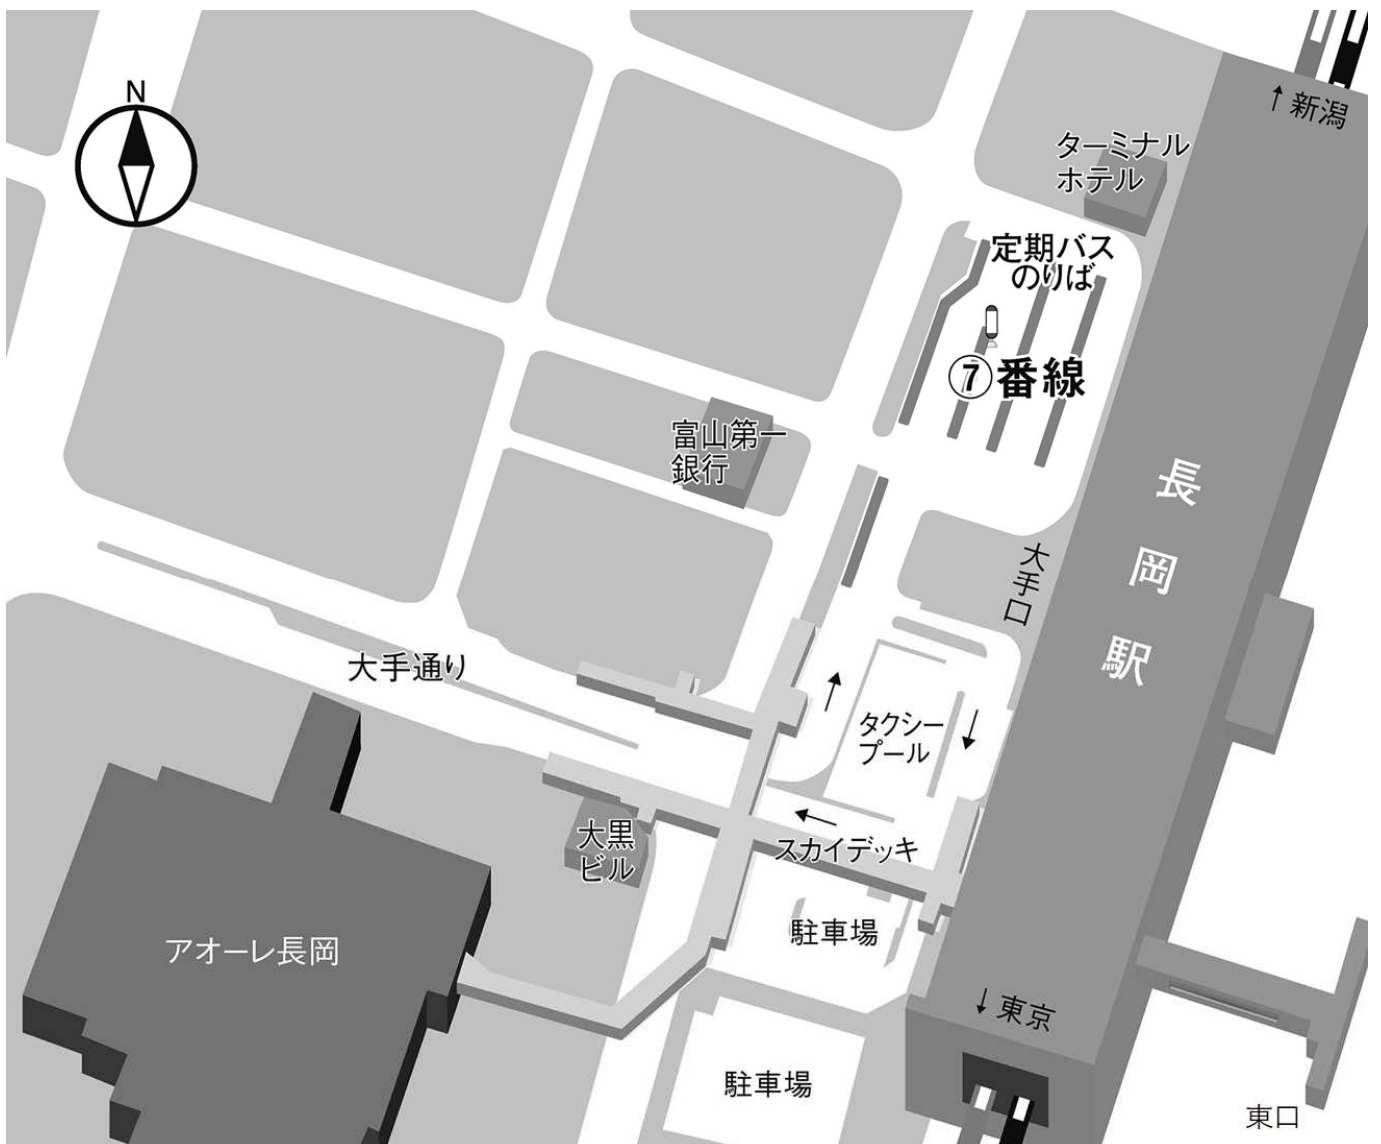 N
↑新潟
ターミナル
ホテル
定期バス
のりば
⑦番線
富山第一
銀行
長岡駅
大手口
大手通り
タクシー
プール
スカイデッキ
大黒
ビル
駐車場
アオーレ長岡
↓東京
駐車場
東口